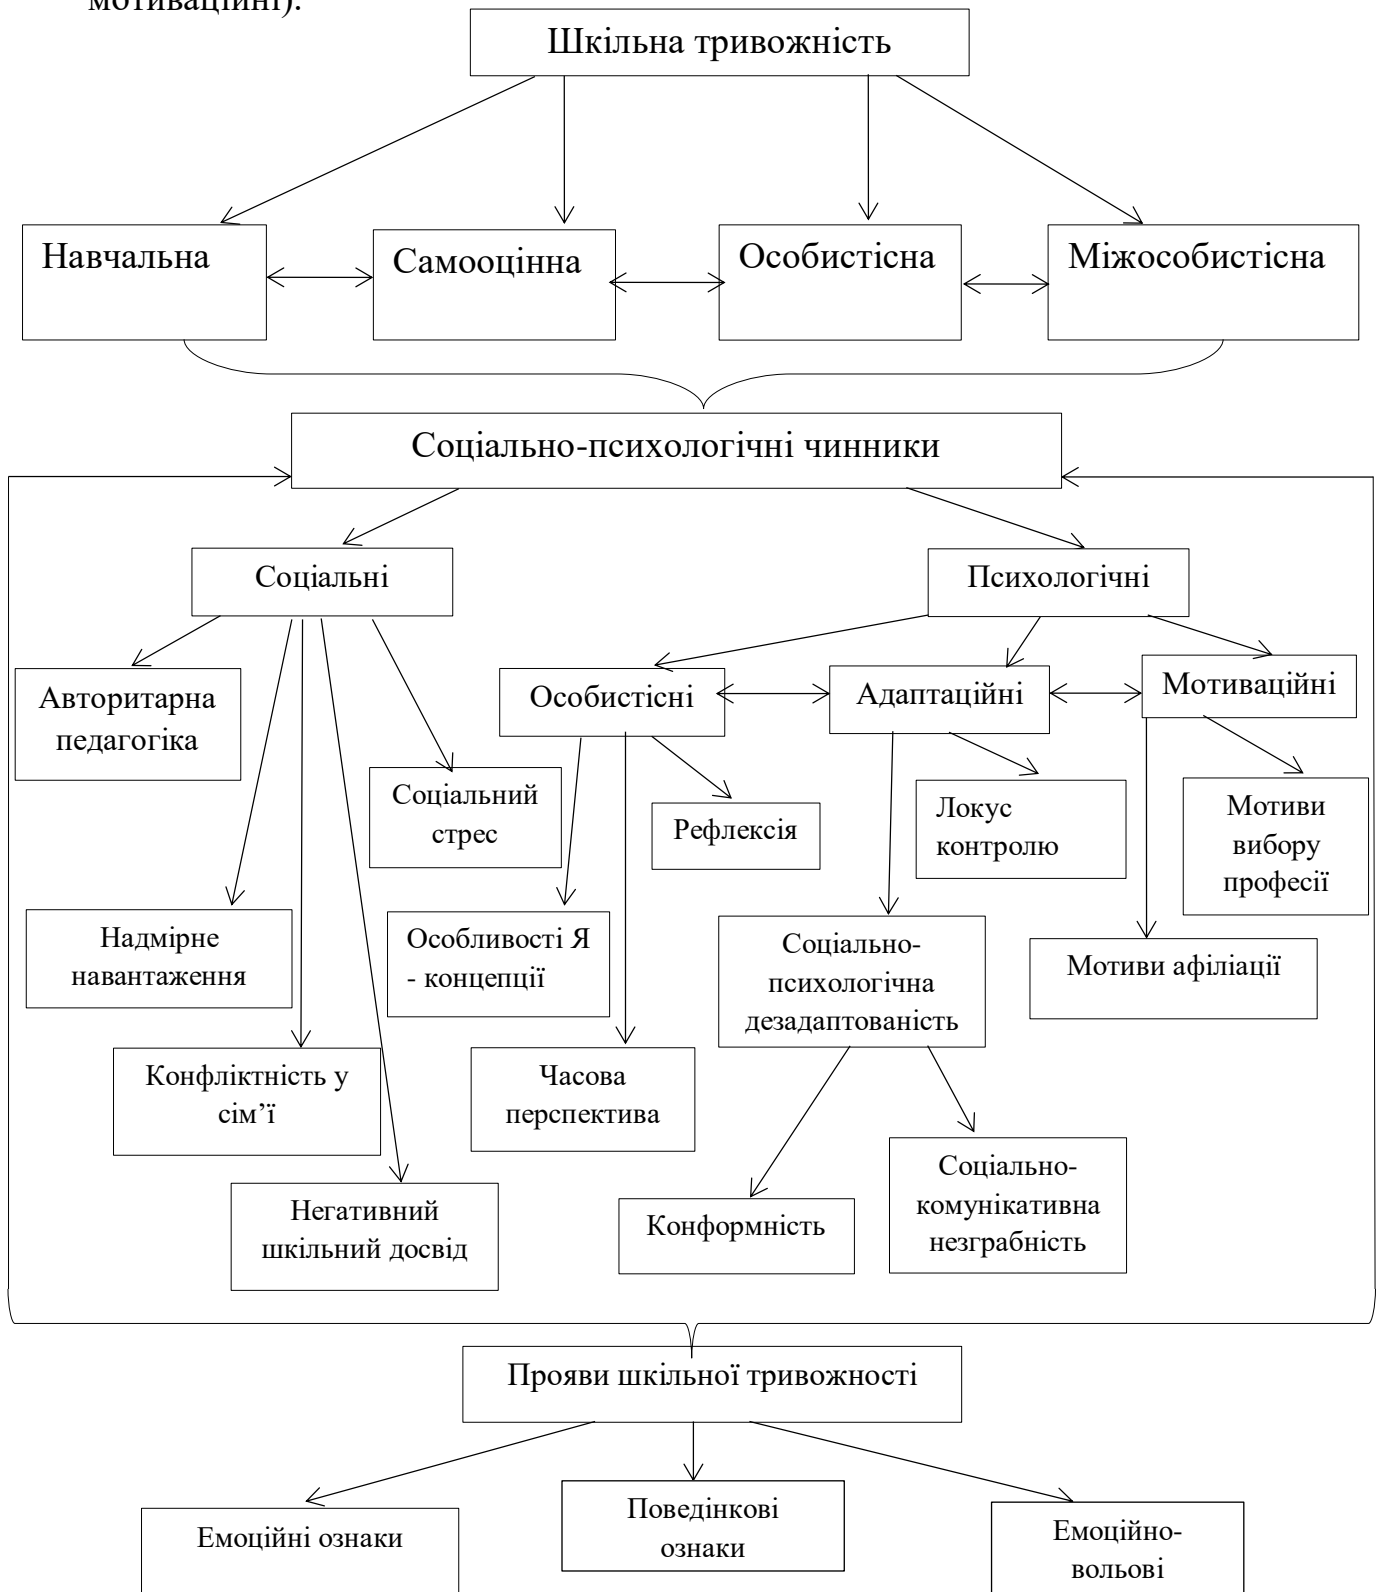 мотиваційні).
Шкільна тривожність
Навчальна
Самооцінна
Особистісна
Міжособистісна
Соціально-психологічні чинники
Соціальні
Психологічні
Авторитарна
педагогіка
Особистісні
Адаптаційні
Мотиваційні
Соціальний
стрес
Рефлексія
Локус
контролю
Мотиви
вибору
професії
Надмірне
навантаження
Особливості Я
- концепції
Соціально-
психологічна
дезадаптованість
Мотиви афіліації
Конфліктність у
сім’ї
Часова
перспектива
Негативний
шкільний досвід
Конформність
Соціально-
комунікативна
незграбність
Прояви шкільної тривожності
Емоційні ознаки
Поведінкові
ознаки
Емоційно-
вольові